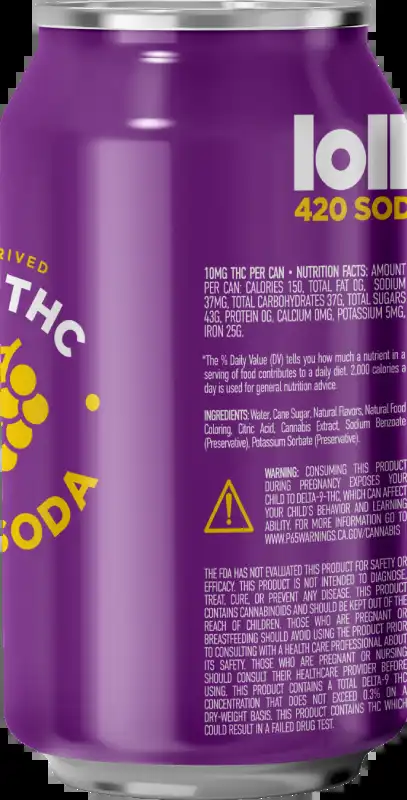 loll
420 SOD
RIVED
THC
SODA
10MG THC PER CAN • NUTRITION FACTS: AMOUNT
PER CAN: CALORIES 150, TOTAL FAT 0G, SODIUM
37MG, TOTAL CARBOHYDRATES 37G, TOTAL SUGARS
43G, PROTEIN 0G, CALCIUM 0MG, POTASSIUM 5MG,
IRON 25G,
*The % Daily Value (DV) tells you how much a nutrient in a
serving of food contributes to a daily diet. 2,000 calories a
day is used for general nutrition advice.
INGREDIENTS: Water, Cane Sugar, Natural Flavors, Natural Food
Coloring, Citric Acid, Cannabis Extract, Sodium Benzoate
(Preservative), Potassium Sorbate (Preservative).
WARNING: CONSUMING THIS PRODUCT
DURING PREGNANCY EXPOSES YOUR
CHILD TO DELTA-9-THC, WHICH CAN AFFECT
YOUR CHILD'S BEHAVIOR AND LEARNING
ABILITY. FOR MORE INFORMATION GO TO
WWW.P65WARNINGS.CA.GOV/CANNABIS
THE FDA HAS NOT EVALUATED THIS PRODUCT FOR SAFETY OR
EFFICACY. THIS PRODUCT IS NOT INTENDED TO DIAGNOSE,
TREAT, CURE, OR PREVENT ANY DISEASE. THIS PRODUCT
CONTAINS CANNABINOIDS AND SHOULD BE KEPT OUT OF THE
REACH OF CHILDREN. THOSE WHO ARE PREGNANT OR
BREASTFEEDING SHOULD AVOID USING THE PRODUCT PRIOR
TO CONSULTING WITH A HEALTH CARE PROFESSIONAL ABOUT
ITS SAFETY. THOSE WHO ARE PREGNANT OR NURSING
SHOULD CONSULT THEIR HEALTHCARE PROVIDER BEFORE
USING. THIS PRODUCT CONTAINS A TOTAL DELTA-9 THC
CONCENTRATION THAT DOES NOT EXCEED 0.3% ON A
DRY-WEIGHT BASIS. THIS PRODUCT CONTAINS THC WHICH
COULD RESULT IN A FAILED DRUG TEST.